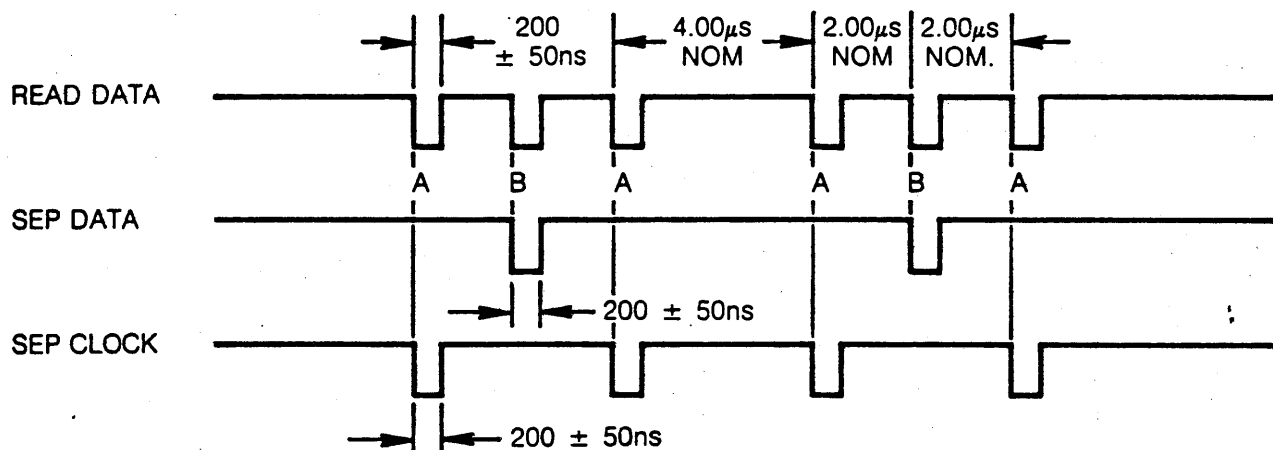 200
± 50ns
4.00μs
NOM
2.00μs
NOM
2.00μs
NOM.
READ DATA
A B A A B A
SEP DATA
200 ± 50ns
SEP CLOCK
200 ± 50ns